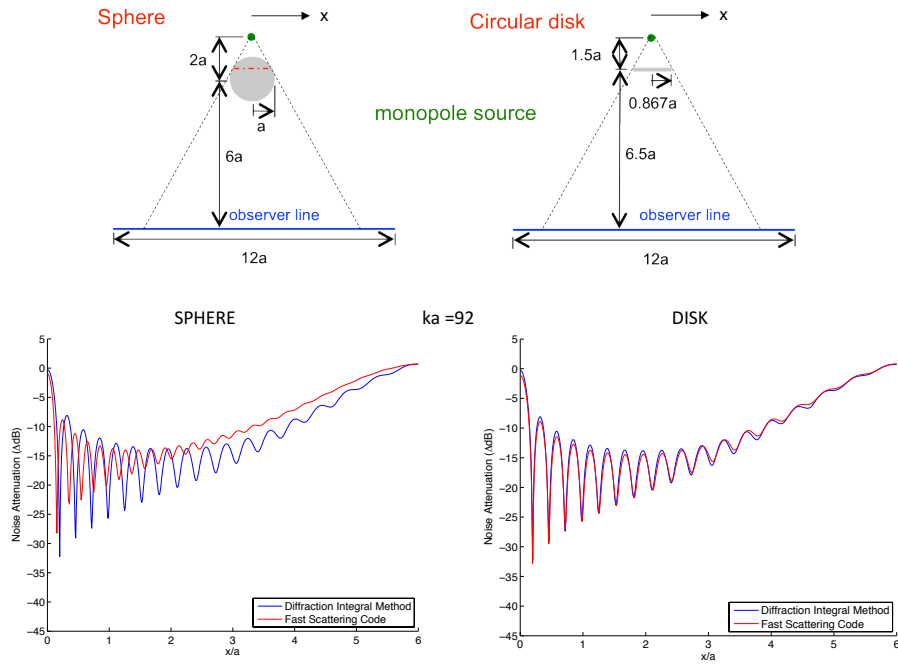 Sphere
x
2a
a
6a
observer line
12a
monopole source
Circular disk
x
1.5a
0.867a
6.5a
observer line
12a
SPHERE
ka =92
DISK
5
0
−5
−10
−15
−20
−25
−30
−35
−40
−45
Noise Attenuation (ΔdB)
0 1 2 3 4 5 6
x/a
Diffraction Integral Method
Fast Scattering Code
5
0
−5
−10
−15
−20
−25
−30
−35
−40
−45
Noise Attenuation (ΔdB)
0 1 2 3 4 5 6
x/a
Diffraction Integral Method
Fast Scattering Code